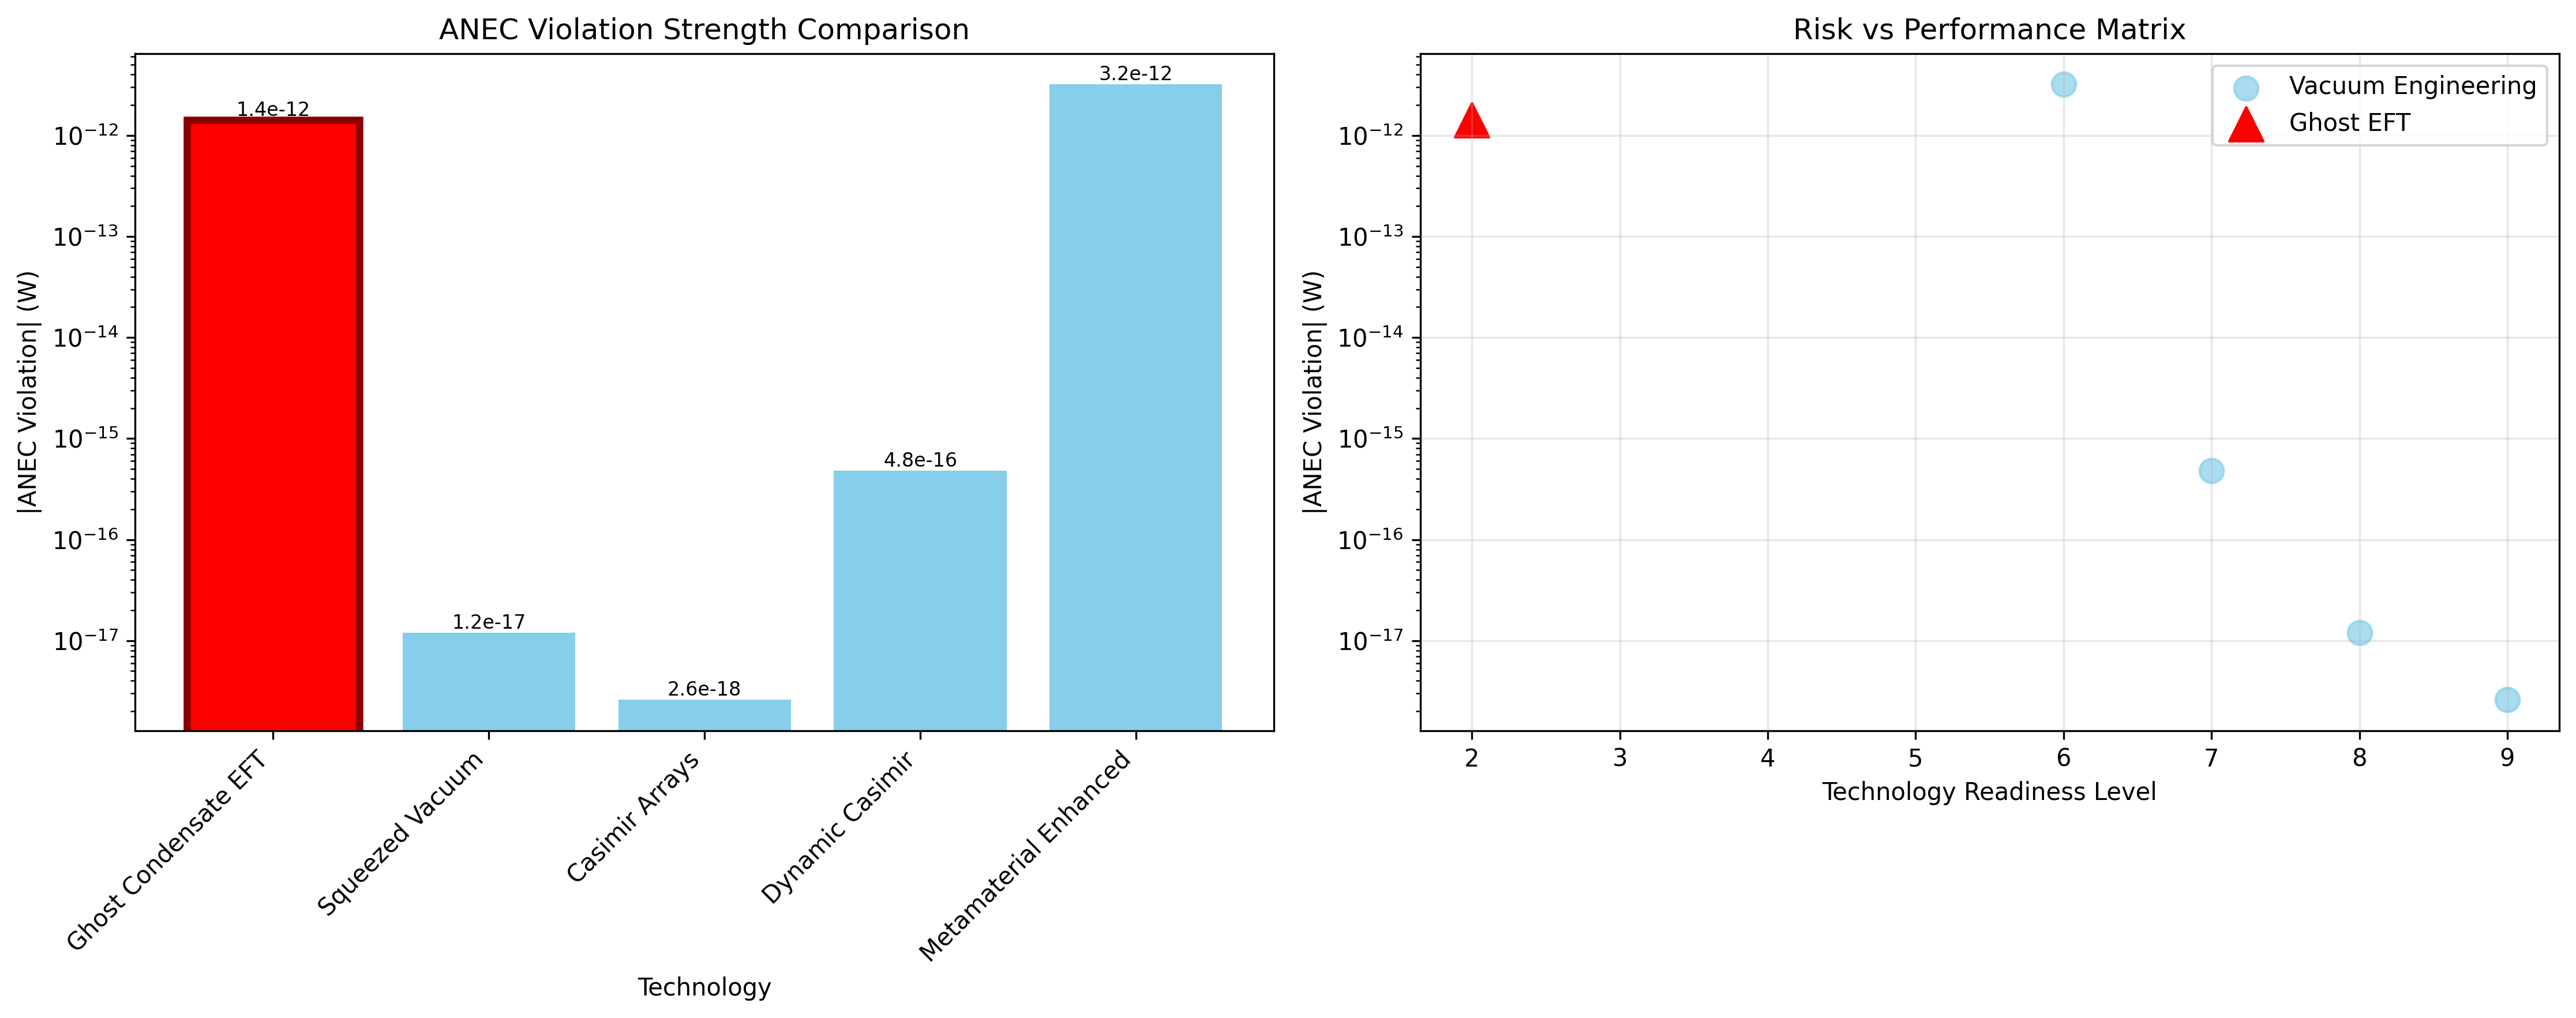 ANEC Violation Strength Comparison
|ANEC Violation| (W)
10⁻¹²
10⁻¹³
10⁻¹⁴
10⁻¹⁵
10⁻¹⁶
10⁻¹⁷
1.4e-12
1.2e-17
2.6e-18
4.8e-16
3.2e-12
Ghost Condensate EFT
Squeezed Vacuum
Casimir Arrays
Dynamic Casimir
Metamaterial Enhanced
Technology
Risk vs Performance Matrix
|ANEC Violation| (W)
10⁻¹²
10⁻¹³
10⁻¹⁴
10⁻¹⁵
10⁻¹⁶
10⁻¹⁷
Vacuum Engineering
Ghost EFT
2 3 4 5 6 7 8 9
Technology Readiness Level